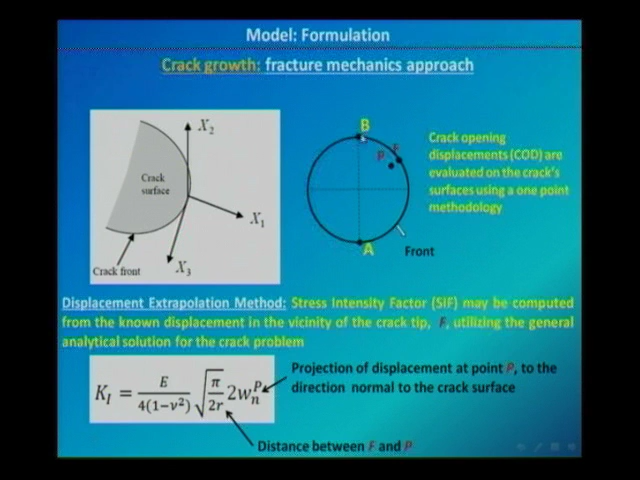 Model: Formulation
Crack growth: fracture mechanics approach
X₂
Crack
surface
X₁
Crack front
X₃
B
F
P
A
Front
Crack opening
displacements (COD) are
evaluated on the crack's
surfaces using a one point
methodology
Displacement Extrapolation Method: Stress Intensity Factor (SIF) may be computed
from the known displacement in the vicinity of the crack tip, F, utilizing the general
analytical solution for the crack problem
K_I = E/(4(1−ν²)) √(π/2r) 2w_n^P
Projection of displacement at point P, to the
direction normal to the crack surface
Distance between F and P